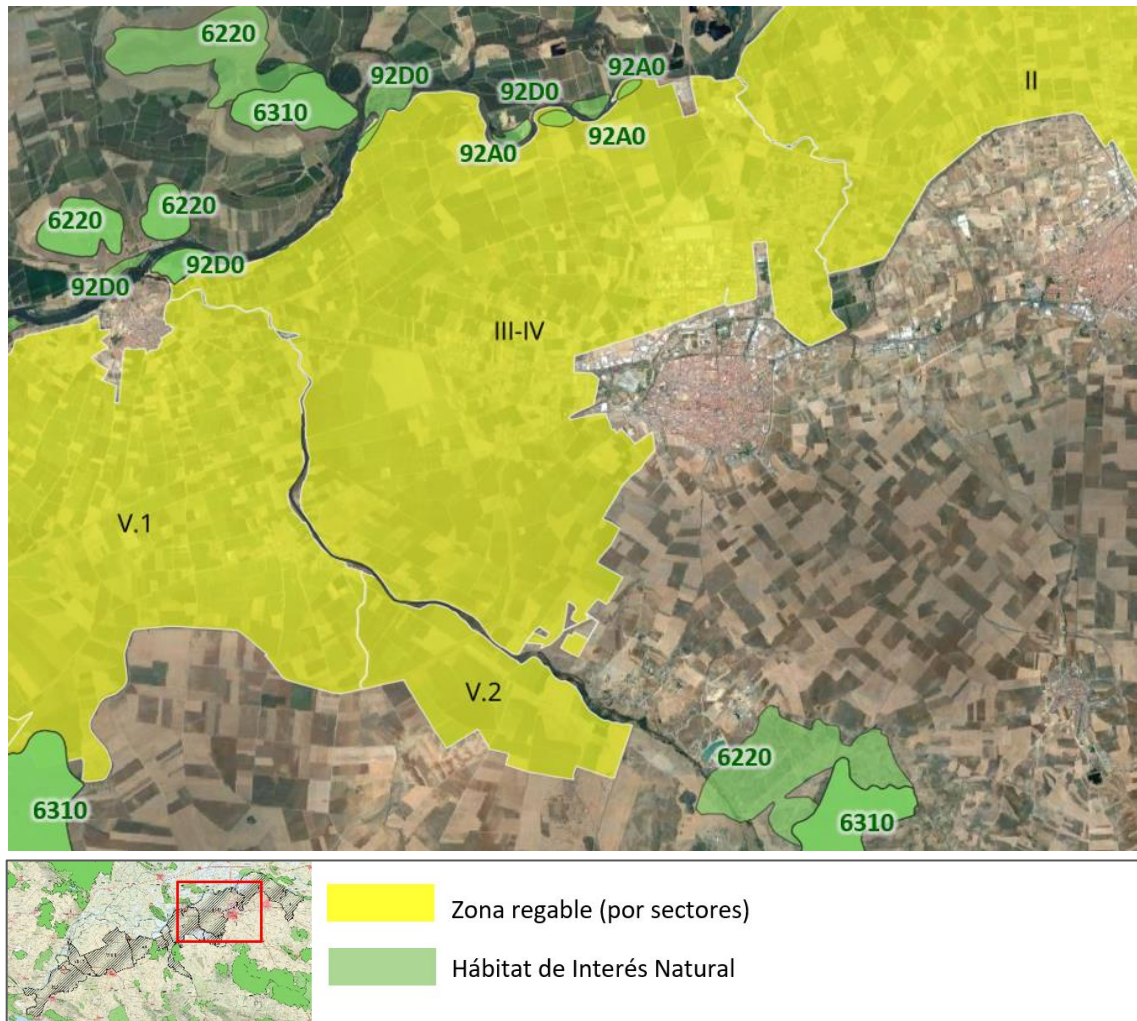 6220
II
92D0
92A0
92D0
6310
92A0
92A0
6220
6220
92D0
92D0
III-IV
V.1
V.2
6220
6310
6310
Zona regable (por sectores)
Hábitat de Interés Natural